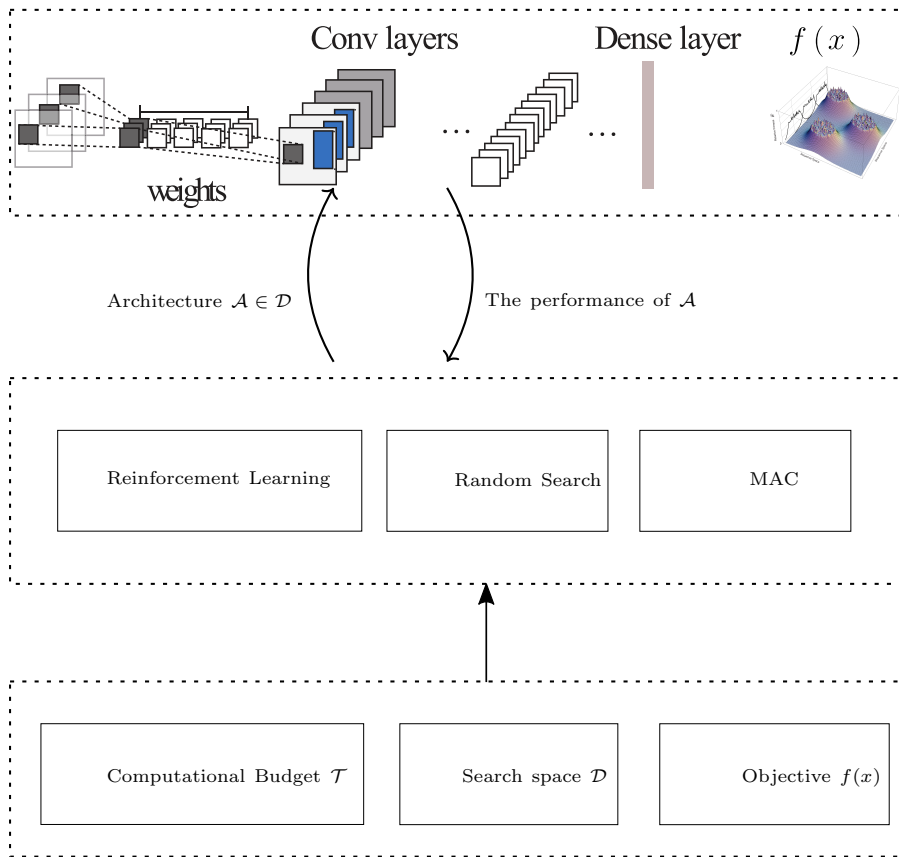 Conv layers
Dense layer
f ( x )
...
...
weights
Architecture 𝒜 ∈ 𝒟
The performance of 𝒜
Reinforcement Learning
Random Search
MAC
Computational Budget 𝒯
Search space 𝒟
Objective f(x)